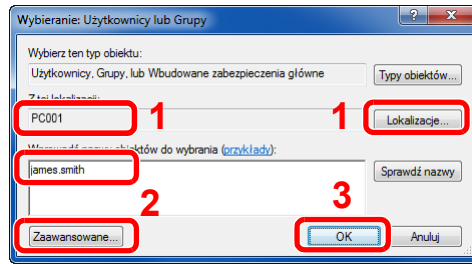 Wybieranie: Użytkownicy lub Grupy
Wybierz ten typ obiektu:
Użytkownicy, Grupy, lub Wbudowane zabezpieczenia główne
Typy obiektów...
Z tej lokalizacji:
PC001
1
1
Lokalizacje...
Wprowadź nazwy obiektów do wybrania (przykłady):
james.smith
Sprawdź nazwy
2
3
Zaawansowane...
OK
Anuluj